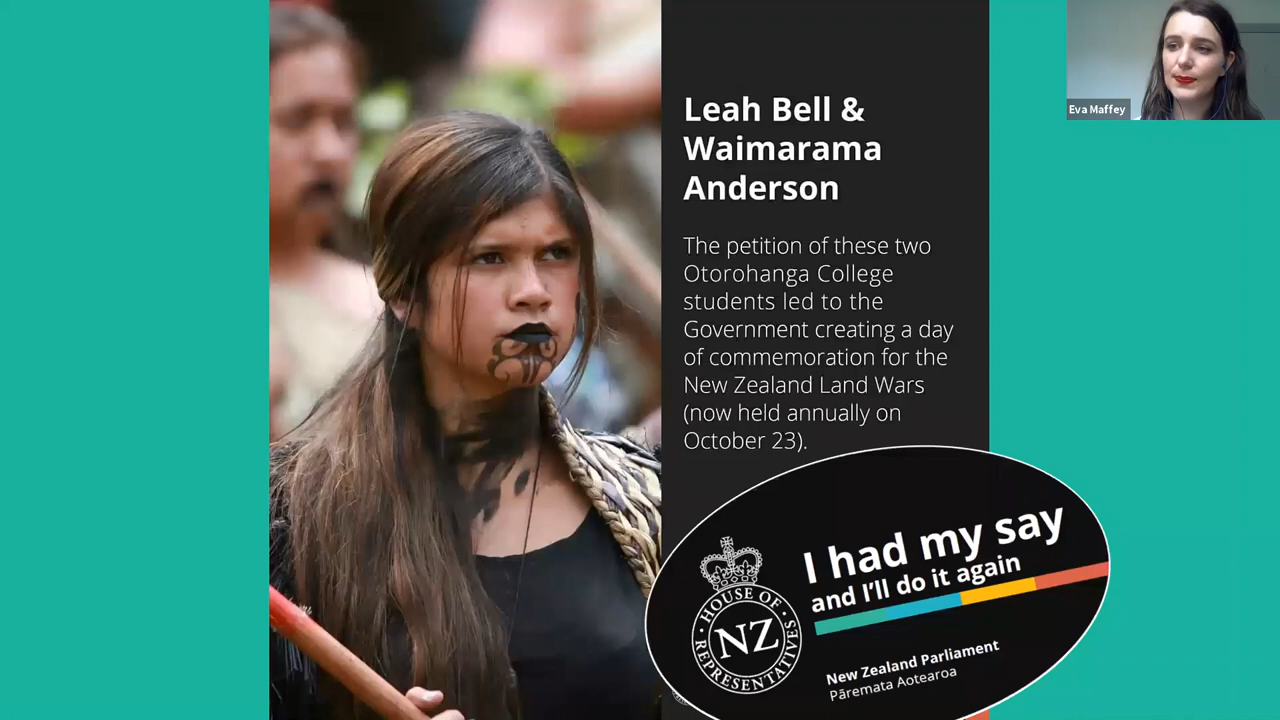 Leah Bell &
Waimarama
Anderson
The petition of these two
Otorohanga College
students led to the
Government creating a day
of commemoration for the
New Zealand Land Wars
(now held annually on
October 23).
I had my say
and I'll do it again
HOUSE OF
NZ
REPRESENTATIVES
New Zealand Parliament
Pāremata Aotearoa
Eva Maffey